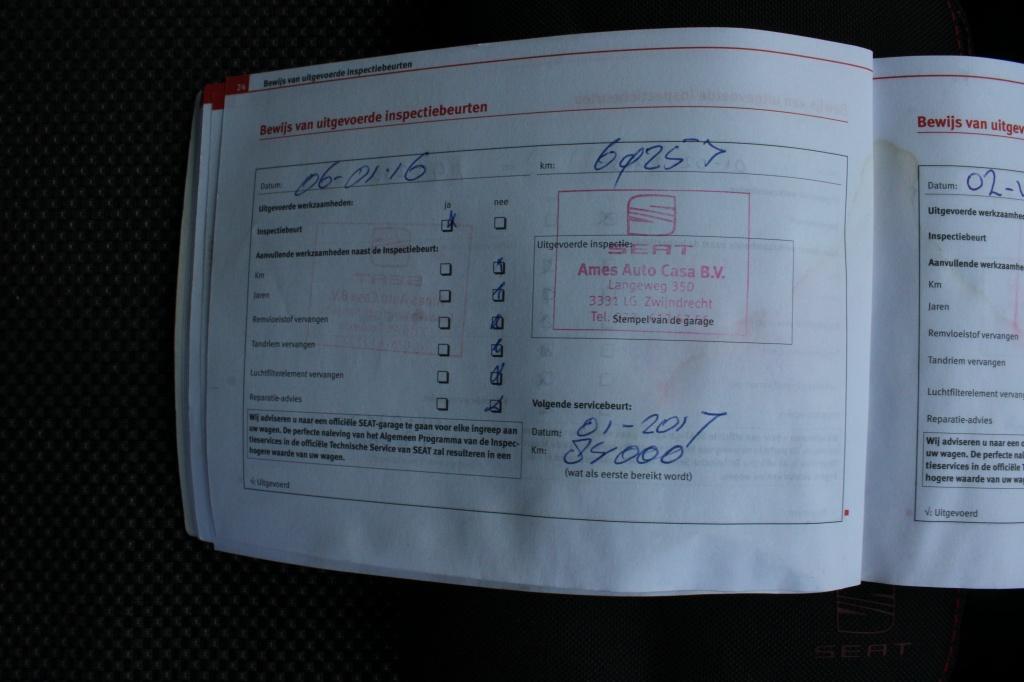 24 Bewijs van uitgevoerde inspectiebeurten
Bewijs van uitgevoerde inspectiebeurten
Datum: 06-01-16 km: 60257
Uitgevoerde werkzaamheden: ja nee
Inspectiebeurt
Aanvullende werkzaamheden naast de Inspectiebeurt:
Km
Jaren
Remvloeistof vervangen
Tandriem vervangen
Luchtfilterelement vervangen
Reparatie-advies
Wij adviseren u naar een officiële SEAT-garage te gaan voor elke ingreep aan
uw wagen. De perfecte naleving van het Algemeen Programma van de Inspec-
tieservices in de officiële Technische Service van SEAT zal resulteren in een
hogere waarde van uw wagen.
√: Uitgevoerd
Uitgevoerde inspectie:
SEAT
Ames Auto Casa B.V.
Langeweg 350
3331 LG Zwijndrecht
Tel.
Stempel van de garage
Volgende servicebeurt:
Datum: 01-2017
Km: 84000
(wat als eerste bereikt wordt)
Bewijs van uitgev
Datum: 02-
Uitgevoerde werkzaamhe
Inspectiebeurt
Aanvullende werkzaamhe
Km
Jaren
Remvloeistof vervangen
Tandriem vervangen
Luchtfilterelement vervangen
Reparatie-advies
Wij adviseren u naar een o
uw wagen. De perfecte nal
tieservices in de officiële T
hogere waarde van uw wag
√: Uitgevoerd
SEAT